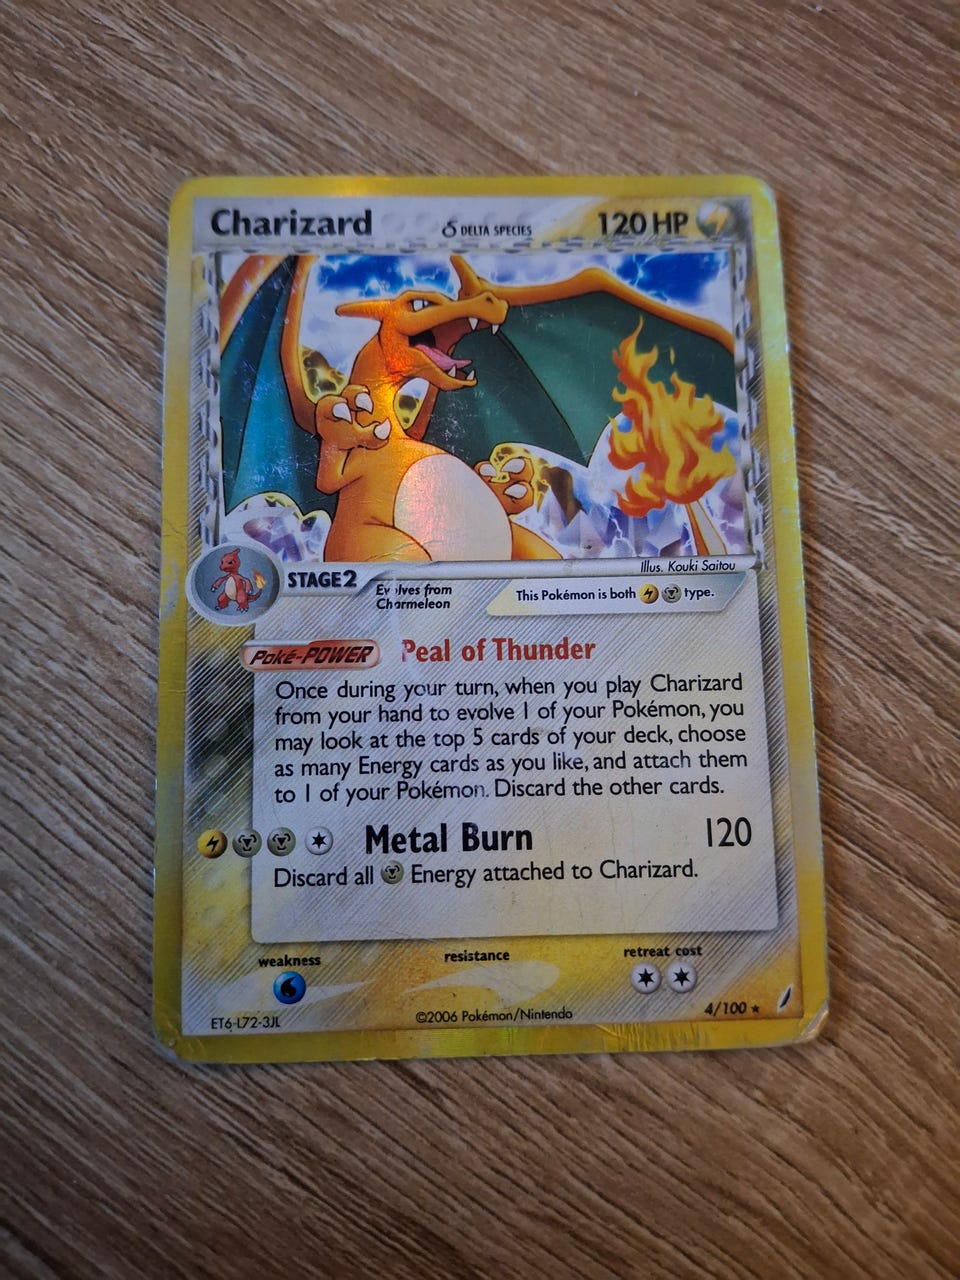 Charizard δ DELTA SPECIES 120 HP
Illus. Kouki Saitou
STAGE2 Evolves from
Charmeleon
This Pokémon is both type.
Poké-POWER Peal of Thunder
Once during your turn, when you play Charizard
from your hand to evolve 1 of your Pokémon, you
may look at the top 5 cards of your deck, choose
as many Energy cards as you like, and attach them
to 1 of your Pokémon. Discard the other cards.
Metal Burn 120
Discard all Energy attached to Charizard.
weakness resistance retreat cost
4/100
ET6-L72-3JL ©2006 Pokémon/Nintendo